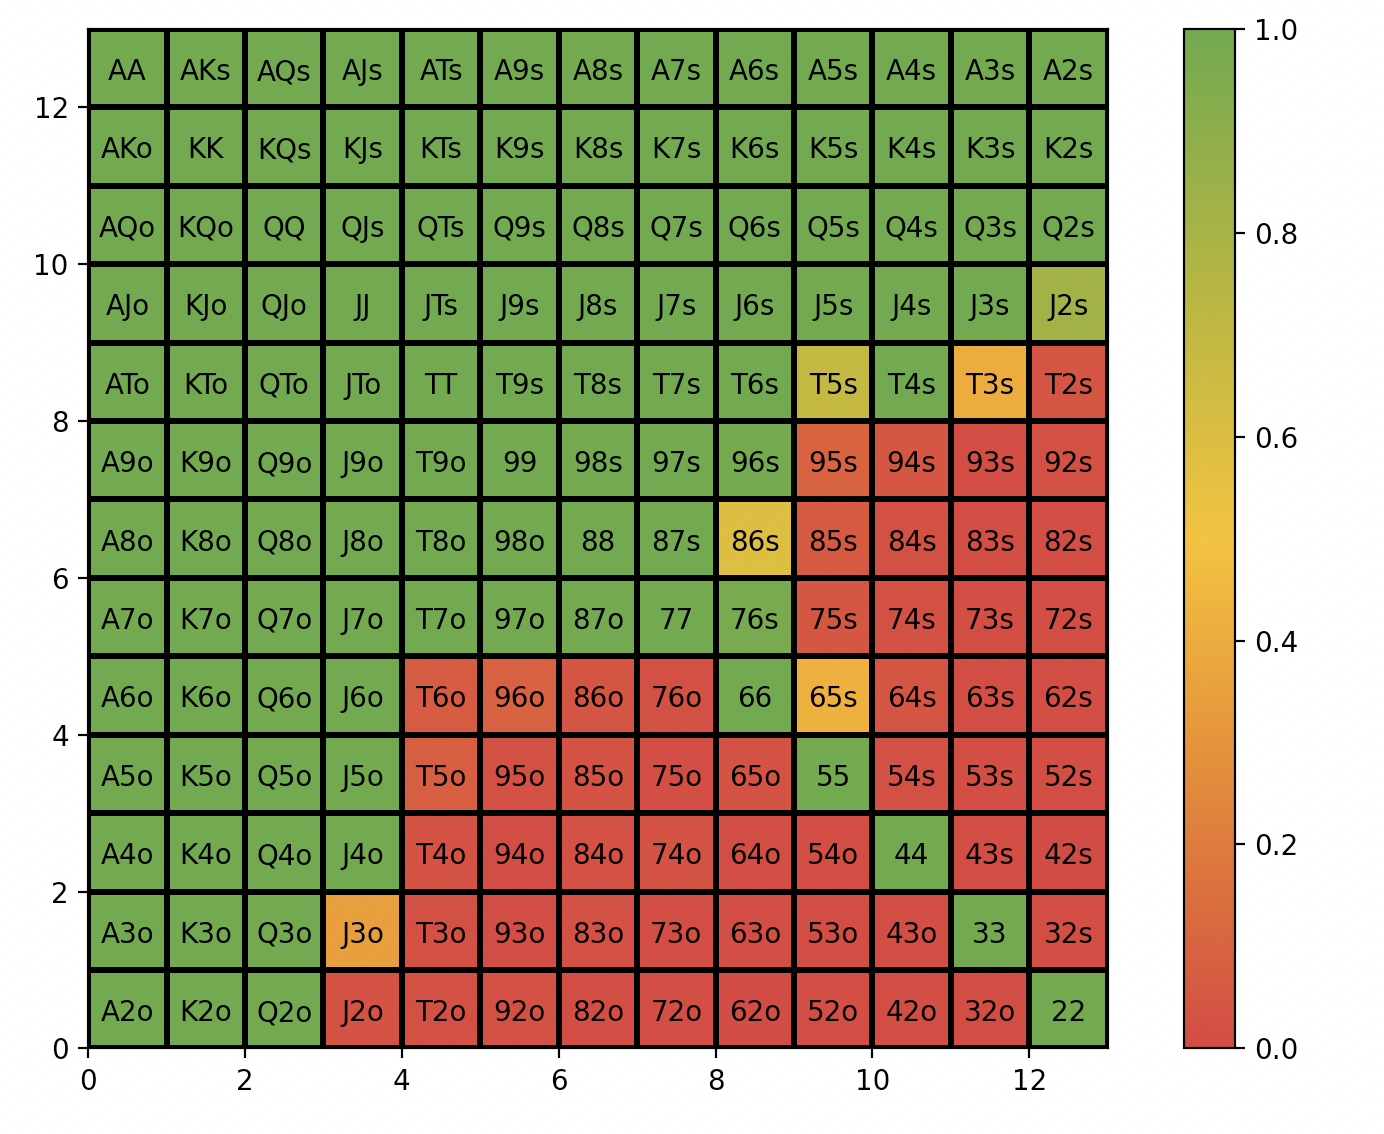 AA AKs AQs AJs ATs A9s A8s A7s A6s A5s A4s A3s A2s 1.0
12
AKo KK KQs KJs KTs K9s K8s K7s K6s K5s K4s K3s K2s
AQo KQo QQ QJs QTs Q9s Q8s Q7s Q6s Q5s Q4s Q3s Q2s 0.8
10
AJo KJo QJo JJ JTs J9s J8s J7s J6s J5s J4s J3s J2s
ATo KTo QTo JTo TT T9s T8s T7s T6s T5s T4s T3s T2s
8 0.6
A9o K9o Q9o J9o T9o 99 98s 97s 96s 95s 94s 93s 92s
A8o K8o Q8o J8o T8o 98o 88 87s 86s 85s 84s 83s 82s
6
A7o K7o Q7o J7o T7o 97o 87o 77 76s 75s 74s 73s 72s 0.4
A6o K6o Q6o J6o T6o 96o 86o 76o 66 65s 64s 63s 62s
4
A5o K5o Q5o J5o T5o 95o 85o 75o 65o 55 54s 53s 52s
A4o K4o Q4o J4o T4o 94o 84o 74o 64o 54o 44 43s 42s 0.2
2
A3o K3o Q3o J3o T3o 93o 83o 73o 63o 53o 43o 33 32s
A2o K2o Q2o J2o T2o 92o 82o 72o 62o 52o 42o 32o 22
0 0.0
0 2 4 6 8 10 12